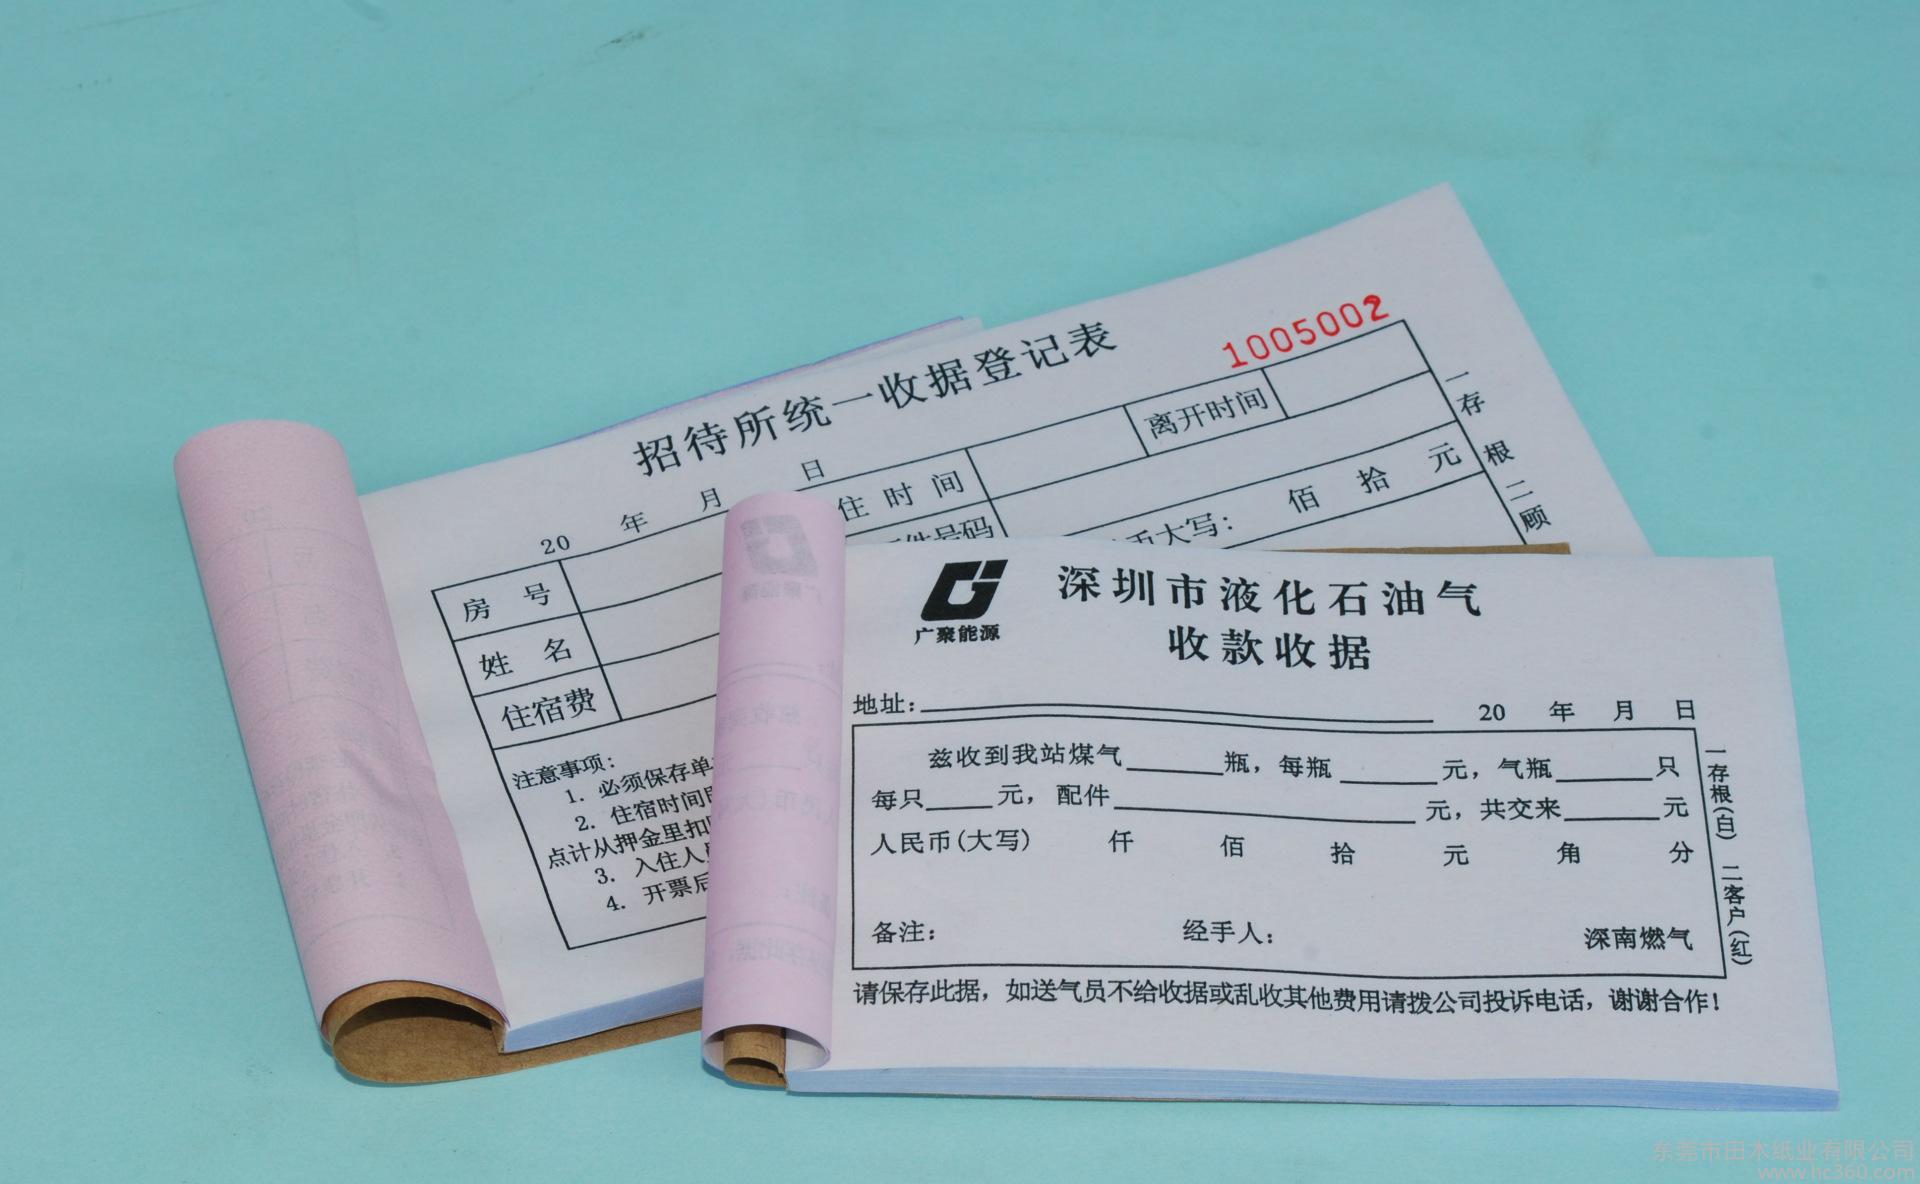 招待所统一收据登记表
1005002
20 年 月 日
房号
住时间
离开时间
姓名
件号码
住宿费
币大写: 佰 拾 元
一存根 二顾
注意事项:
1. 必须保存单
2. 住宿时间
点计从押金里扣
3. 入住人
4. 开票后
广聚能源
深圳市液化石油气
收款收据
地址: 20 年 月 日
兹收到我站煤气瓶, 每瓶元, 气瓶只
每只元, 配件元, 共交来元
人民币(大写) 仟 佰 拾 元 角 分
备注: 经手人: 深南燃气
一存根(白) 二客户(红)
请保存此据, 如送气员不给收据或乱收其他费用请拨公司投诉电话, 谢谢合作!
东莞市田木纸业有限公司
www.hc360.com